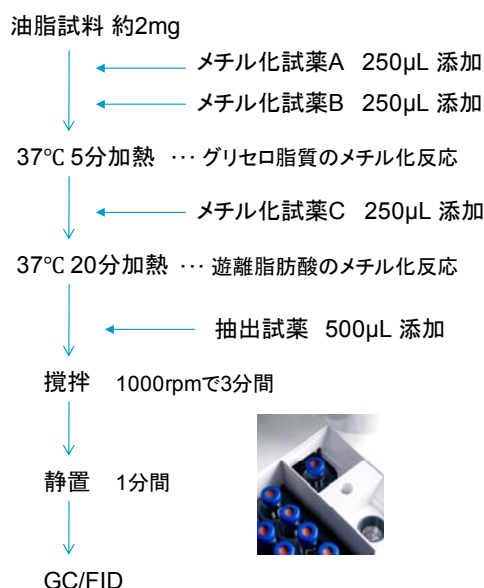 油脂試料 約2mg
メチル化試薬A 250µL 添加
メチル化試薬B 250µL 添加
37℃ 5分加熱 ··· グリセロ脂質のメチル化反応
メチル化試薬C 250µL 添加
37℃ 20分加熱 ··· 遊離脂肪酸のメチル化反応
抽出試薬 500µL 添加
撹拌 1000rpmで3分間
静置 1分間
GC/FID